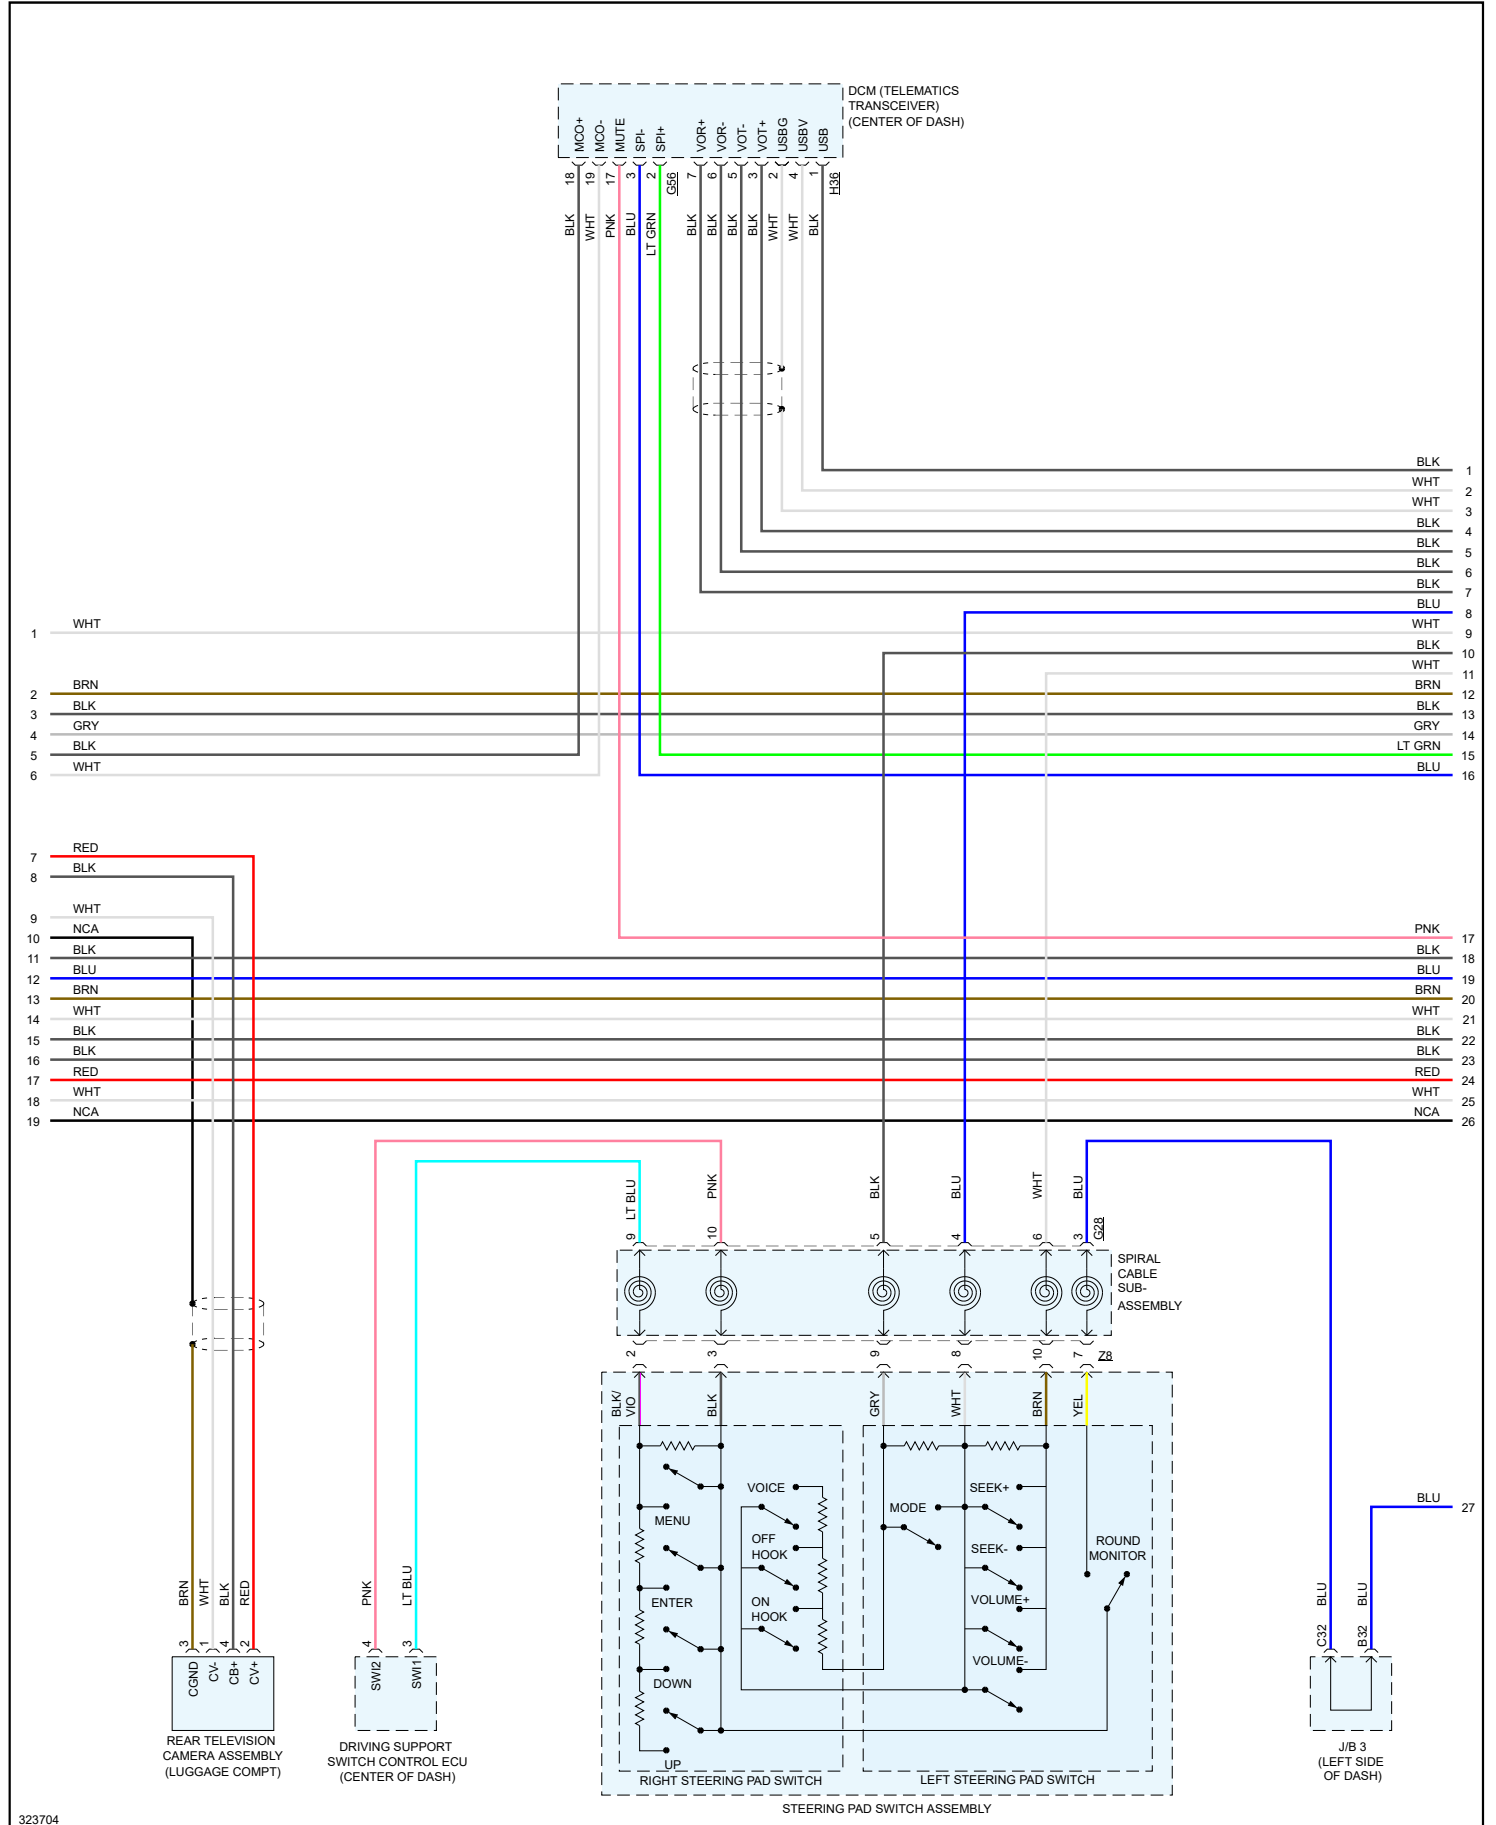 DCM (TELEMATICS
TRANSCEIVER)
(CENTER OF DASH)
MCO+
MCO-
MUTE
SPI-
SPI+
VOR+
VOR-
VOT-
VOT+
USBG
USBV
USB
18
19
17
3
2
G56
7
6
5
3
2
4
1
H36
BLK
WHT
PNK
BLU
LT GRN
BLK
BLK
BLK
BLK
WHT
WHT
BLK
BLK 1
WHT 2
WHT 3
BLK 4
BLK 5
BLK 6
BLK 7
BLU 8
1 WHT WHT 9
BLK 10
WHT 11
2 BRN BRN 12
3 BLK BLK 13
4 GRY GRY 14
5 BLK LT GRN 15
6 WHT BLU 16
7 RED
8 BLK
9 WHT
10 NCA PNK 17
11 BLK BLK 18
12 BLU BLU 19
13 BRN BRN 20
14 WHT WHT 21
15 BLK BLK 22
16 BLK BLK 23
17 RED RED 24
18 WHT WHT 25
19 NCA NCA 26
LT BLU
PNK
BLK
BLU
WHT
BLU
9
10
5
4
6
3
G28
SPIRAL
CABLE
SUB-
ASSEMBLY
2
3
9
8
10
7
Z8
BLK/
VIO
BLK
GRY
WHT
BRN
YEL
VOICE
SEEK+
MENU
MODE
OFF
HOOK
SEEK-
ROUND
MONITOR
ENTER
ON
HOOK
VOLUME+
DOWN
VOLUME-
UP
RIGHT STEERING PAD SWITCH
LEFT STEERING PAD SWITCH
STEERING PAD SWITCH ASSEMBLY
BLU 27
BRN
WHT
BLK
RED
3
1
4
2
CGND
CV-
CB+
CV+
REAR TELEVISION
CAMERA ASSEMBLY
(LUGGAGE COMPT)
PNK
LT BLU
4
3
SWI2
SWI1
DRIVING SUPPORT
SWITCH CONTROL ECU
(CENTER OF DASH)
BLU
BLU
C32
B32
J/B 3
(LEFT SIDE
OF DASH)
323704